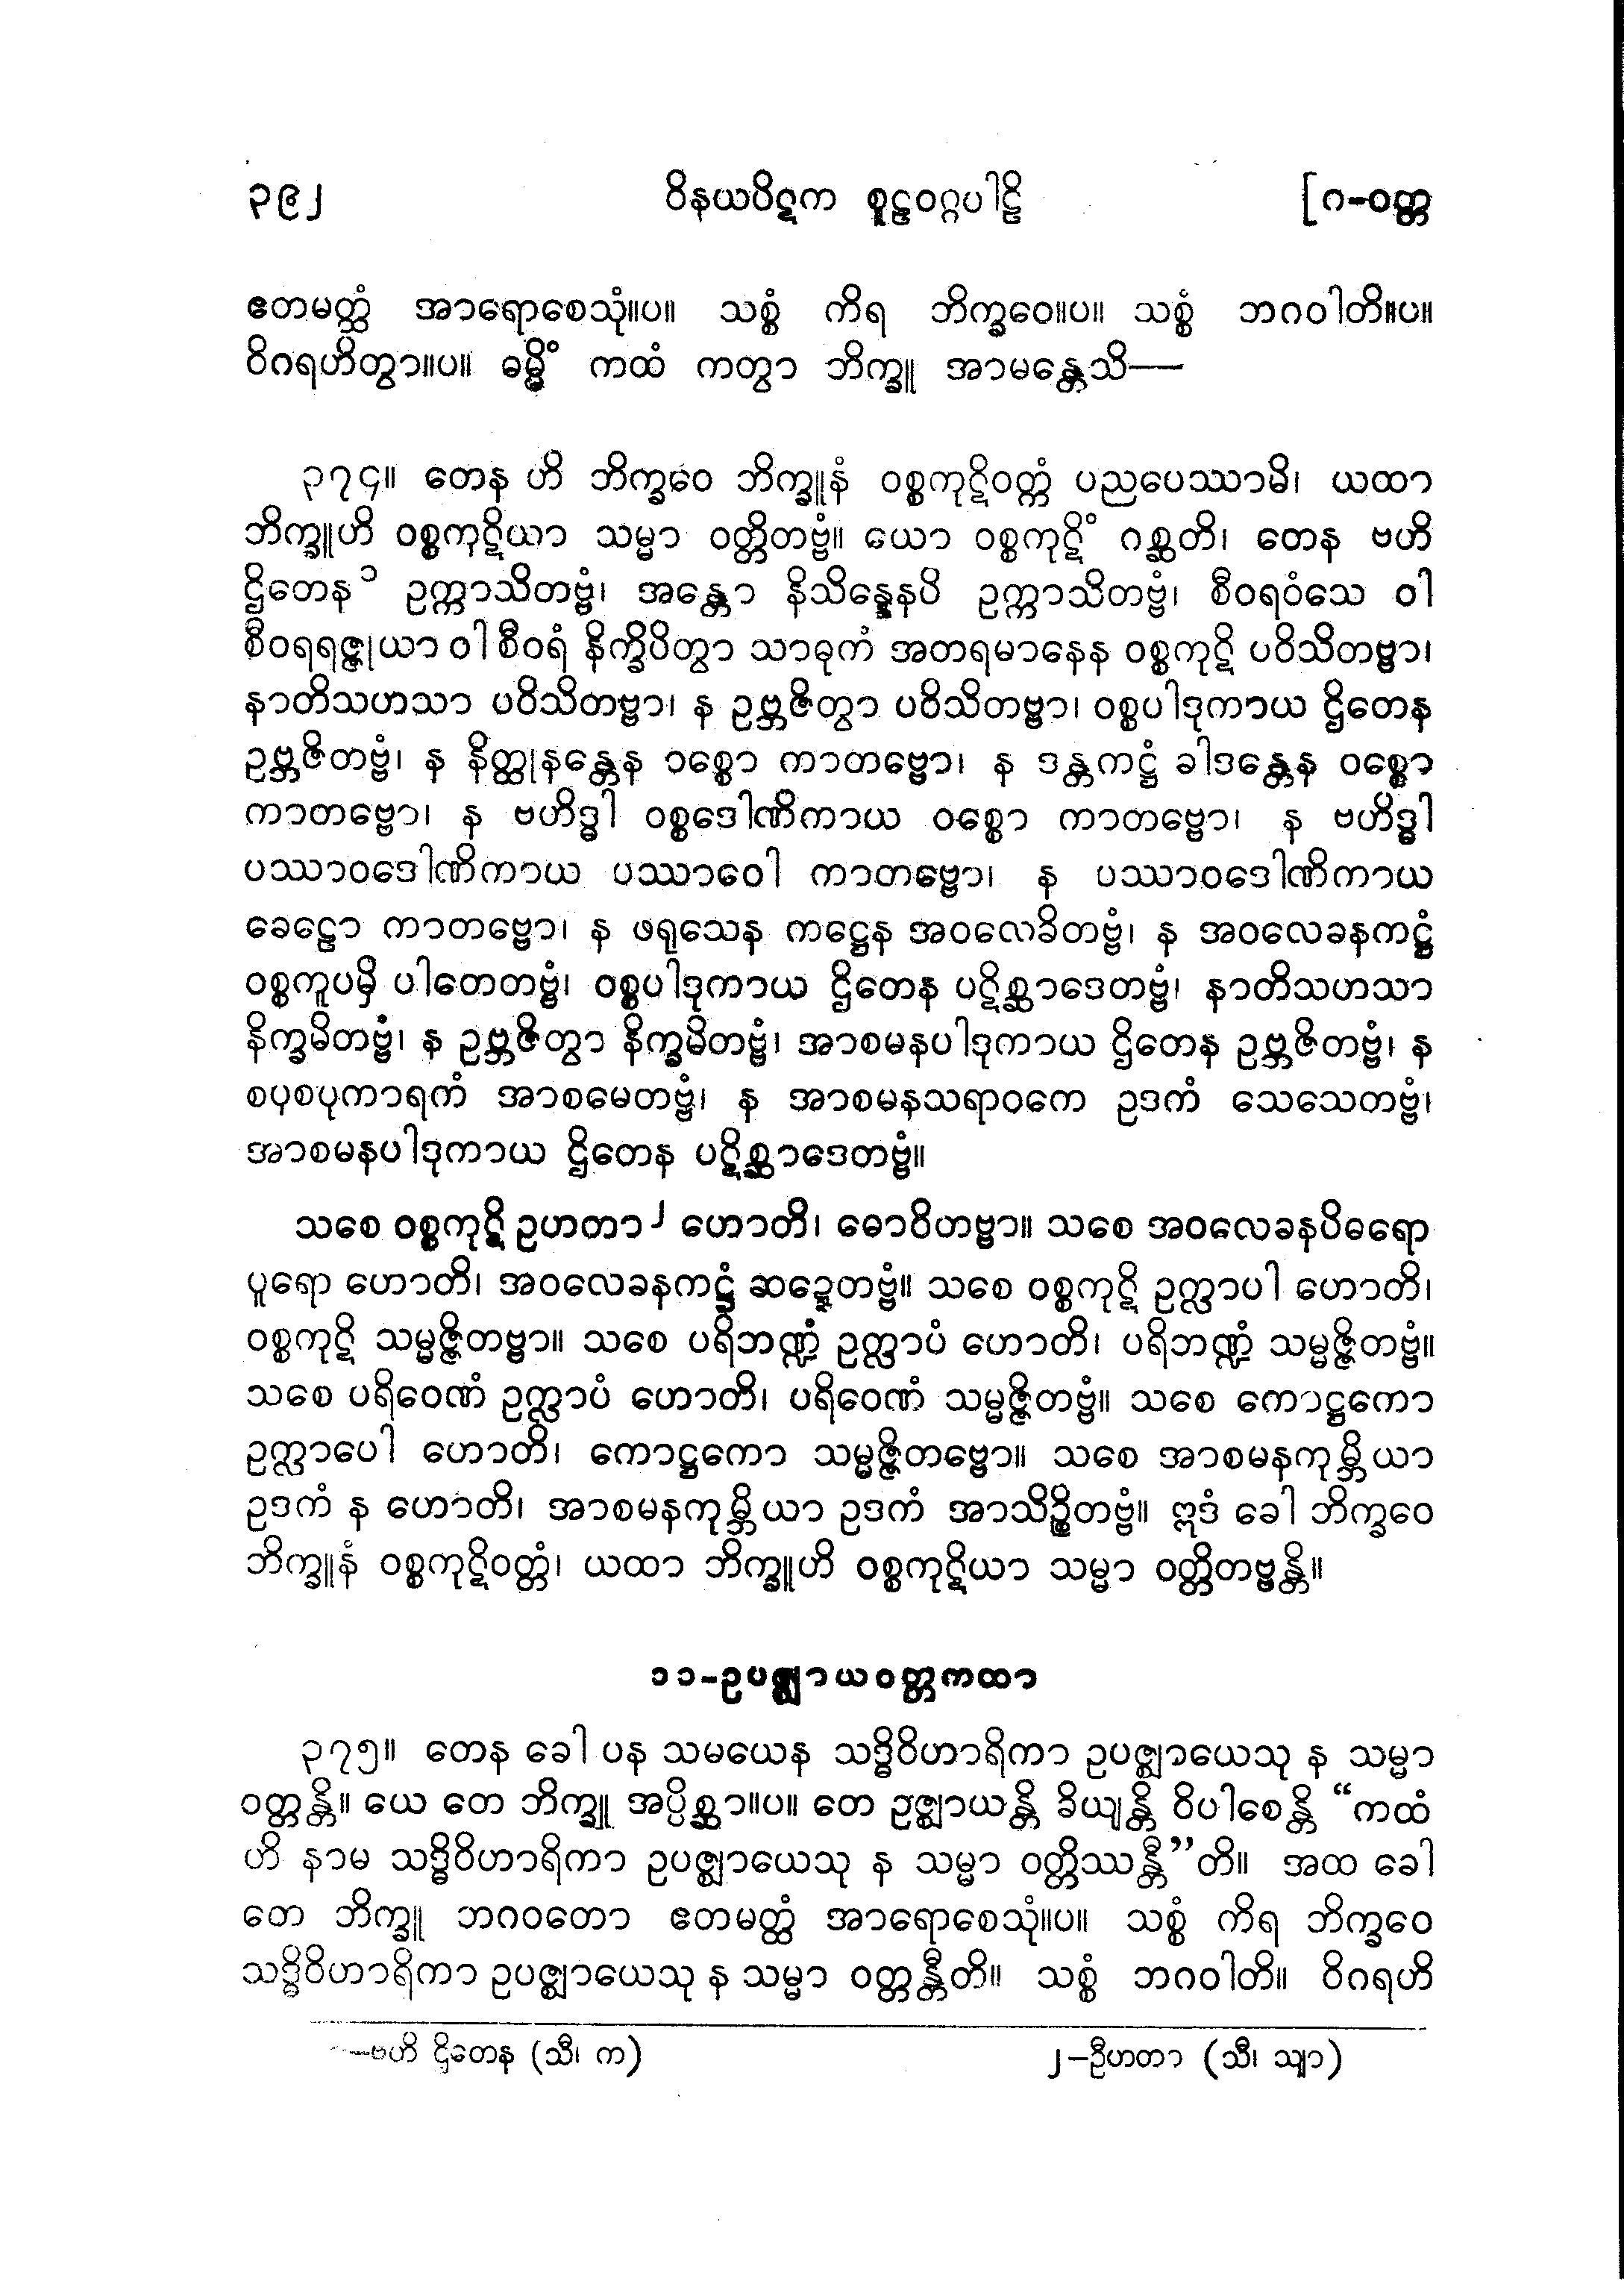 ၃၉၂ ဝိနယပိဋက စူဠဝဂ္ဂပါဠိ [ဂ-ဝတ္တ
ဧတမတ္ထံ အာရောစေသုံ။ပ။ သစ္စံ ကိရ ဘိက္ခဝေ။ပ။ သစ္စံ ဘဂဝါတိ။ပ။
ဝိဂရဟိတွာ။ပ။ ဓမ္မိံ ကထံ ကတွာ ဘိက္ခူ အာမန္တေသိ—
၃၇၄။ တေန ဟိ ဘိက္ခဝေ ဘိက္ခူနံ ဝစ္စကုဋိဝတ္တံ ပညပေဿာမိ၊ ယထာ
ဘိက္ခူဟိ ဝစ္စကုဋိယာ သမ္မာ ဝတ္တိတဗ္ဗံ။ ယော ဝစ္စကုဋိံ ဂစ္ဆတိ၊ တေန ဗဟိ
ဌိတေန၁ ဥက္ကာသိတဗ္ဗံ၊ အန္တော နိသိန္နေနပိ ဥက္ကာသိတဗ္ဗံ၊ စီဝရဝံသေ ဝါ
စီဝရရဇ္ဇုယာ ဝါ စီဝရံ နိက္ခိပိတွာ သာဓုကံ အတရမာနေန ဝစ္စကုဋိ ပဝိသိတဗ္ဗာ၊
နာတိသဟသာ ပဝိသိတဗ္ဗာ၊ န ဥဗ္ဘဇိတွာ ပဝိသိတဗ္ဗာ၊ ဝစ္စပါဒုကာယ ဌိတေန
ဥဗ္ဘဇိတဗ္ဗံ၊ န နိတ္ထုနန္တေန ဝစ္စော ကာတဗ္ဗော၊ န ဒန္တကဋ္ဌံ ခါဒန္တေန ဝစ္စော
ကာတဗ္ဗော၊ န ဗဟိဒ္ဓါ ဝစ္စဒေါဏိကာယ ဝစ္စော ကာတဗ္ဗော၊ န ဗဟိဒ္ဓါ
ပဿာဝဒေါဏိကာယ ပဿာဝေါ ကာတဗ္ဗော၊ န ပဿာဝဒေါဏိကာယ
ခေဠော ကာတဗ္ဗော၊ န ဖရုသေန ကဋ္ဌေန အဝလေခိတဗ္ဗံ၊ န အဝလေခနကဋ္ဌံ
ဝစ္စကူပမှိ ပါတေတဗ္ဗံ၊ ဝစ္စပါဒုကာယ ဌိတေန ပဋိစ္ဆာဒေတဗ္ဗံ၊ နာတိသဟသာ
နိက္ခမိတဗ္ဗံ၊ န ဥဗ္ဘဇိတွာ နိက္ခမိတဗ္ဗံ၊ အာစမနပါဒုကာယ ဌိတေန ဥဗ္ဘဇိတဗ္ဗံ၊ န
စပုစပုကာရကံ အာစမေတဗ္ဗံ၊ န အာစမနသရာဝကေ ဥဒကံ သေသေတဗ္ဗံ၊
အာစမနပါဒုကာယ ဌိတေန ပဋိစ္ဆာဒေတဗ္ဗံ။
သစေ ဝစ္စကုဋိ ဥဟတာ၂ ဟောတိ၊ ဓောဝိတဗ္ဗာ။ သစေ အဝလေခနပိဓရော
ပူရော ဟောတိ၊ အဝလေခနကဋ္ဌံ ဆဍ္ဍေတဗ္ဗံ။ သစေ ဝစ္စကုဋိ ဥက္လာပါ ဟောတိ၊
ဝစ္စကုဋိ သမ္မဇ္ဇိတဗ္ဗာ။ သစေ ပရိဘဏ္ဍံ ဥက္လာပံ ဟောတိ၊ ပရိဘဏ္ဍံ သမ္မဇ္ဇိတဗ္ဗံ။
သစေ ပရိဝေဏံ ဥက္လာပံ ဟောတိ၊ ပရိဝေဏံ သမ္မဇ္ဇိတဗ္ဗံ။ သစေ ကောဋ္ဌကော
ဥက္လာပေါ ဟောတိ၊ ကောဋ္ဌကော သမ္မဇ္ဇိတဗ္ဗော။ သစေ အာစမနကုမ္ဘိယာ
ဥဒကံ န ဟောတိ၊ အာစမနကုမ္ဘိယာ ဥဒကံ အာသိဉ္စိတဗ္ဗံ။ ဣဒံ ခေါ ဘိက္ခဝေ
ဘိက္ခူနံ ဝစ္စကုဋိဝတ္တံ၊ ယထာ ဘိက္ခူဟိ ဝစ္စကုဋိယာ သမ္မာ ဝတ္တိတဗ္ဗန္တိ။
၁၁-ဥပဇ္ဈာယဝတ္တကထာ
၃၇၅။ တေန ခေါ ပန သမယေန သဒ္ဓိဝိဟာရိကာ ဥပဇ္ဈာယေသု န သမ္မာ
ဝတ္တန္တိ။ ယေ တေ ဘိက္ခူ အပ္ပိစ္ဆာ။ပ။ တေ ဥဇ္ဈာယန္တိ ခိယျန္တိ ဝိပါစေန္တိ “ကထံ
ဟိ နာမ သဒ္ဓိဝိဟာရိကာ ဥပဇ္ဈာယေသု န သမ္မာ ဝတ္တိဿန္တီ”တိ။ အထ ခေါ
တေ ဘိက္ခူ ဘဂဝတော ဧတမတ္ထံ အာရောစေသုံ။ပ။ သစ္စံ ကိရ ဘိက္ခဝေ
သဒ္ဓိဝိဟာရိကာ ဥပဇ္ဈာယေသု န သမ္မာ ဝတ္တန္တီတိ။ သစ္စံ ဘဂဝါတိ။ ဝိဂရဟိ
—ဗဟိ ဌိတေန (သီ၊ က) ၂—ဦဟတာ (သီ၊ သျာ)